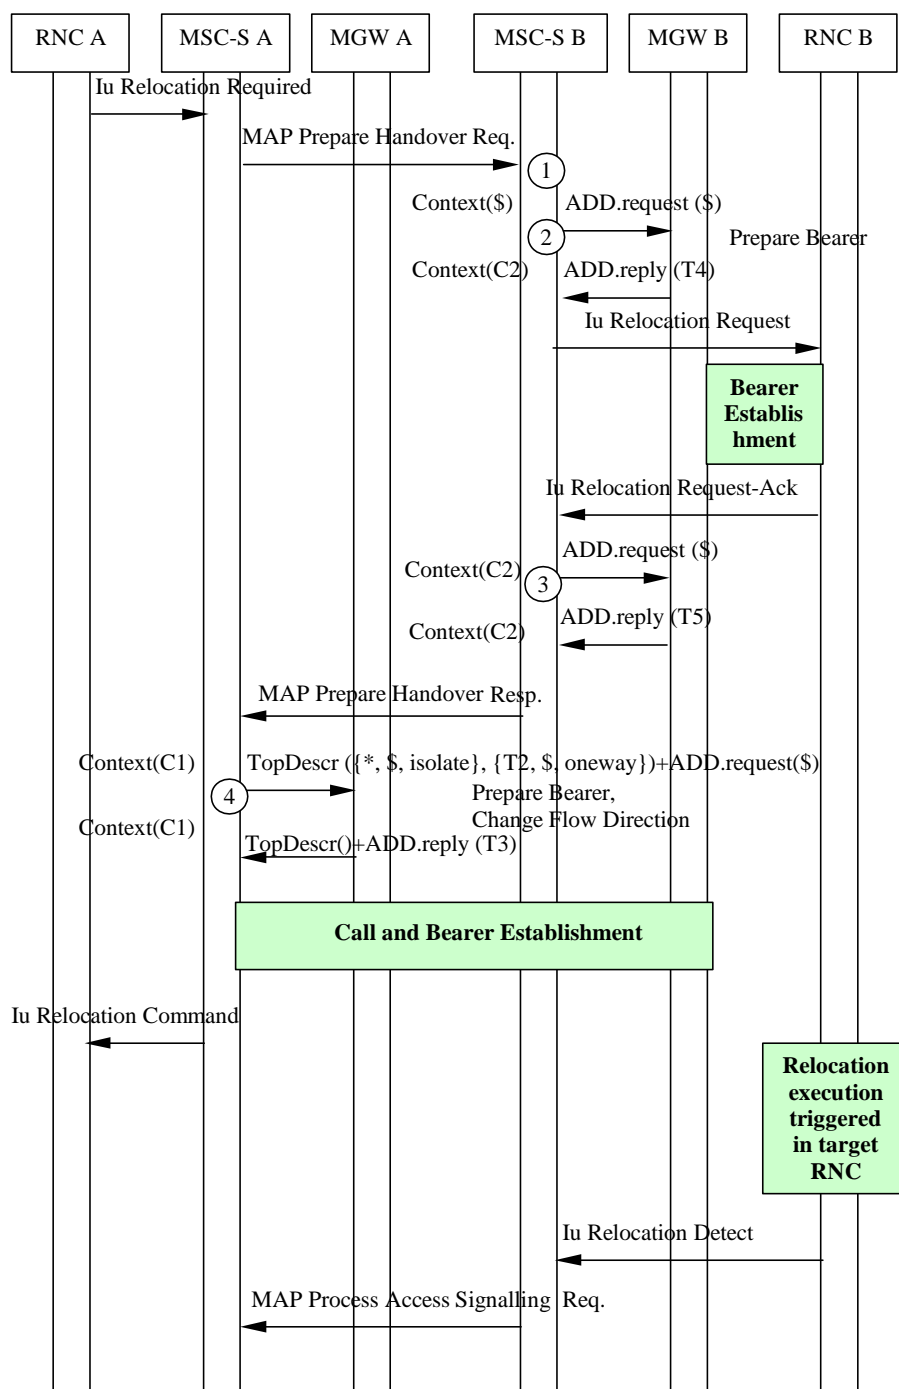 RNC A MSC-S A MGW A MSC-S B MGW B RNC B
Iu Relocation Required
MAP Prepare Handover Req.
1
Context($) ADD.request ($)
2 Prepare Bearer
Context(C2) ADD.reply (T4)
Iu Relocation Request
Bearer
Establis
hment
Iu Relocation Request-Ack
ADD.request ($)
Context(C2)
3
ADD.reply (T5)
Context(C2)
MAP Prepare Handover Resp.
Context(C1) TopDescr ({*, $, isolate}, {T2, $, oneway})+ADD.request($)
4 Prepare Bearer,
Change Flow Direction
Context(C1)
TopDescr()+ADD.reply (T3)
Call and Bearer Establishment
Iu Relocation Command
Relocation
execution
triggered
in target
RNC
Iu Relocation Detect
MAP Process Access Signalling Req.